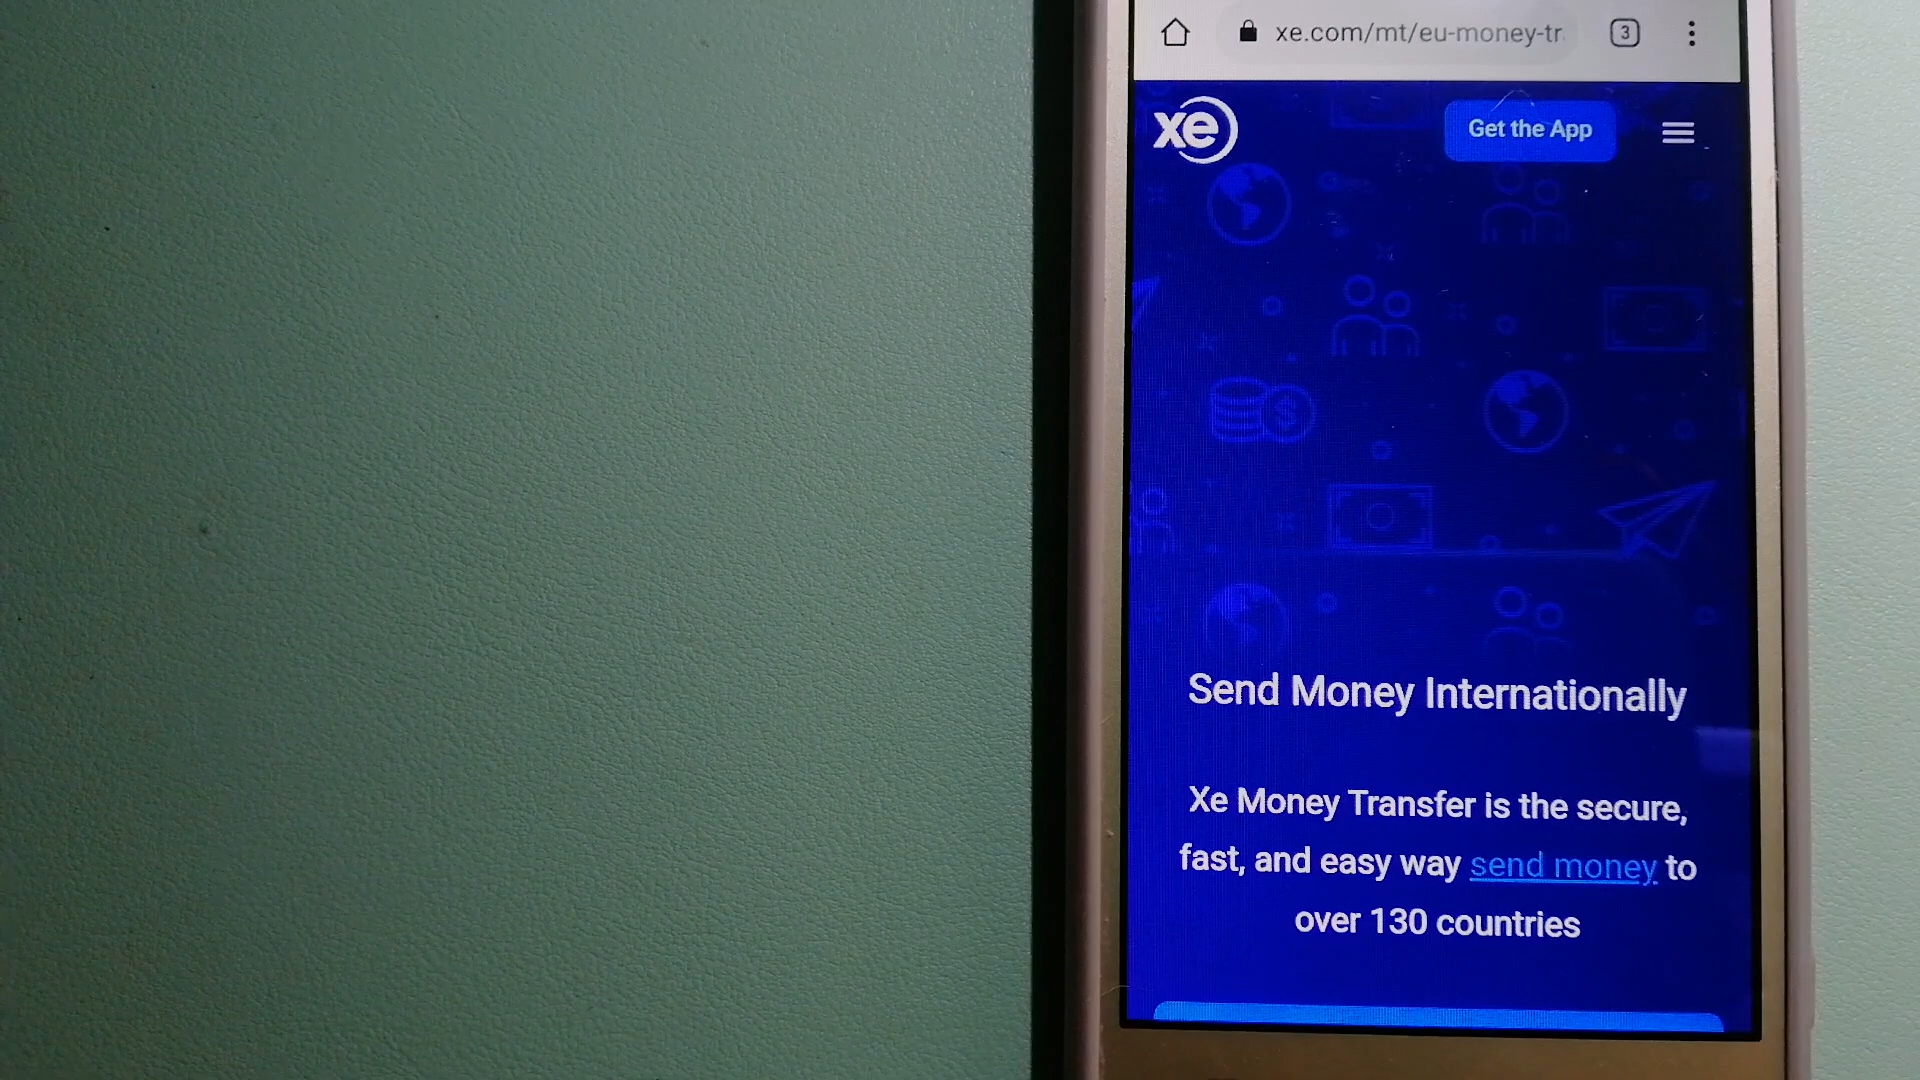 xe.com/mt/eu-money-tr
3
xe
Get the App
Send Money Internationally
Xe Money Transfer is the secure,
fast, and easy way send money to
over 130 countries